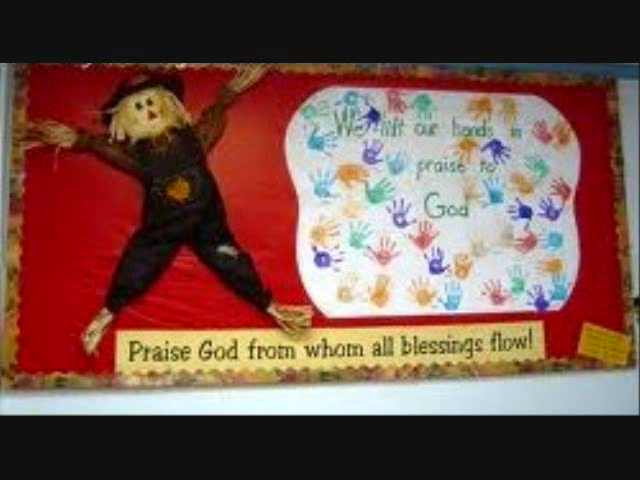 We lift our hands in
praise to
God
Praise God from whom all blessings flow!